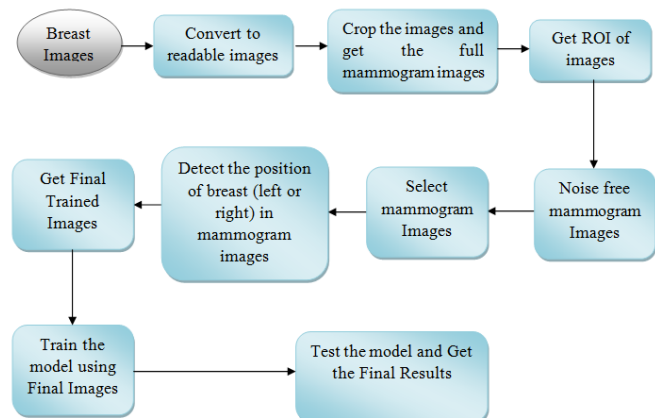 Breast
Images
Convert to
readable images
Crop the images and
get the full
mammogram images
Get ROI of
images
Noise free
mammogram
Images
Select
mammogram
Images
Detect the position
of breast (left or
right) in
mammogram
images
Get Final
Trained
Images
Train the
model using
Final Images
Test the model and Get
the Final Results